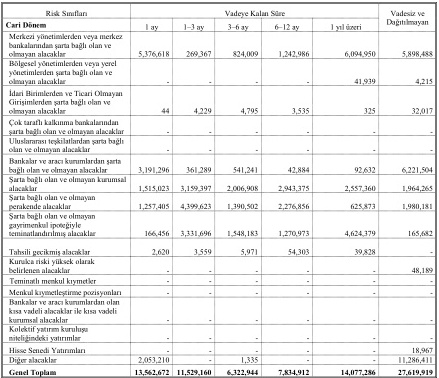 Risk Sınıfları Vadeye Kalan Süre Vadesiz ve Dağıtılmayan
Cari Dönem 1 ay 1–3 ay 3–6 ay 6–12 ay 1 yıl üzeri
Merkezi yönetimlerden veya merkez
bankalarından şarta bağlı olan ve
olmayan alacaklar 5,376,618 269,367 824,009 1,242,986 6,094,950 5,898,488
Bölgesel yönetimlerden veya yerel
yönetimlerden şarta bağlı olan ve
olmayan alacaklar - - - - 41,939 4,215
İdari Birimlerden ve Ticari Olmayan
Girişimlerden şarta bağlı olan ve
olmayan alacaklar 44 4,229 4,795 3,535 325 32,017
Çok taraflı kalkınma bankalarından
şarta bağlı olan ve olmayan alacaklar - - - - - -
Uluslararası teşkilatlardan şarta bağlı
olan ve olmayan alacaklar - - - - - -
Bankalar ve aracı kurumlardan şarta
bağlı olan ve olmayan alacaklar 3,191,296 361,289 541,241 42,884 92,632 6,221,504
Şarta bağlı olan ve olmayan kurumsal
alacaklar 1,515,023 3,159,397 2,006,908 2,943,375 2,557,360 1,964,265
Şarta bağlı olan ve olmayan
perakende alacaklar 1,257,405 4,399,623 1,390,502 2,276,856 625,873 1,980,181
Şarta bağlı olan ve olmayan
gayrimenkul ipoteğiyle
teminatlandırılmış alacaklar 166,456 3,331,696 1,548,183 1,270,973 4,624,379 165,682
Tahsili gecikmiş alacaklar 2,620 3,559 5,971 54,303 39,828 -
Kurulca riski yüksek olarak
belirlenen alacaklar - - - - - 48,189
Teminatlı menkul kıymetler - - - - - -
Menkul kıymetleştirme pozisyonları - - - - - -
Bankalar ve aracı kurumlardan olan
kısa vadeli alacaklar ile kısa vadeli
kurumsal alacaklar - - - - - -
Kolektif yatırım kuruluşu
niteliğindeki yatırımlar - - - - - -
Hisse Senedi Yatırımları - - - - - 18,967
Diğer alacaklar 2,053,210 - 1,335 - - 11,286,411
Genel Toplam 13,562,672 11,529,160 6,322,944 7,834,912 14,077,286 27,619,919